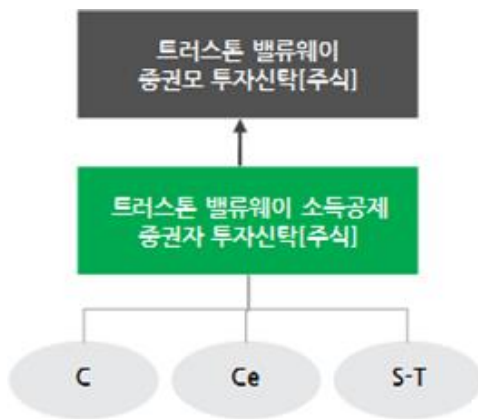 트러스톤 밸류웨이
증권모 투자신탁[주식]
트러스톤 밸류웨이 소득공제
증권자 투자신탁[주식]
C
Ce
S-T